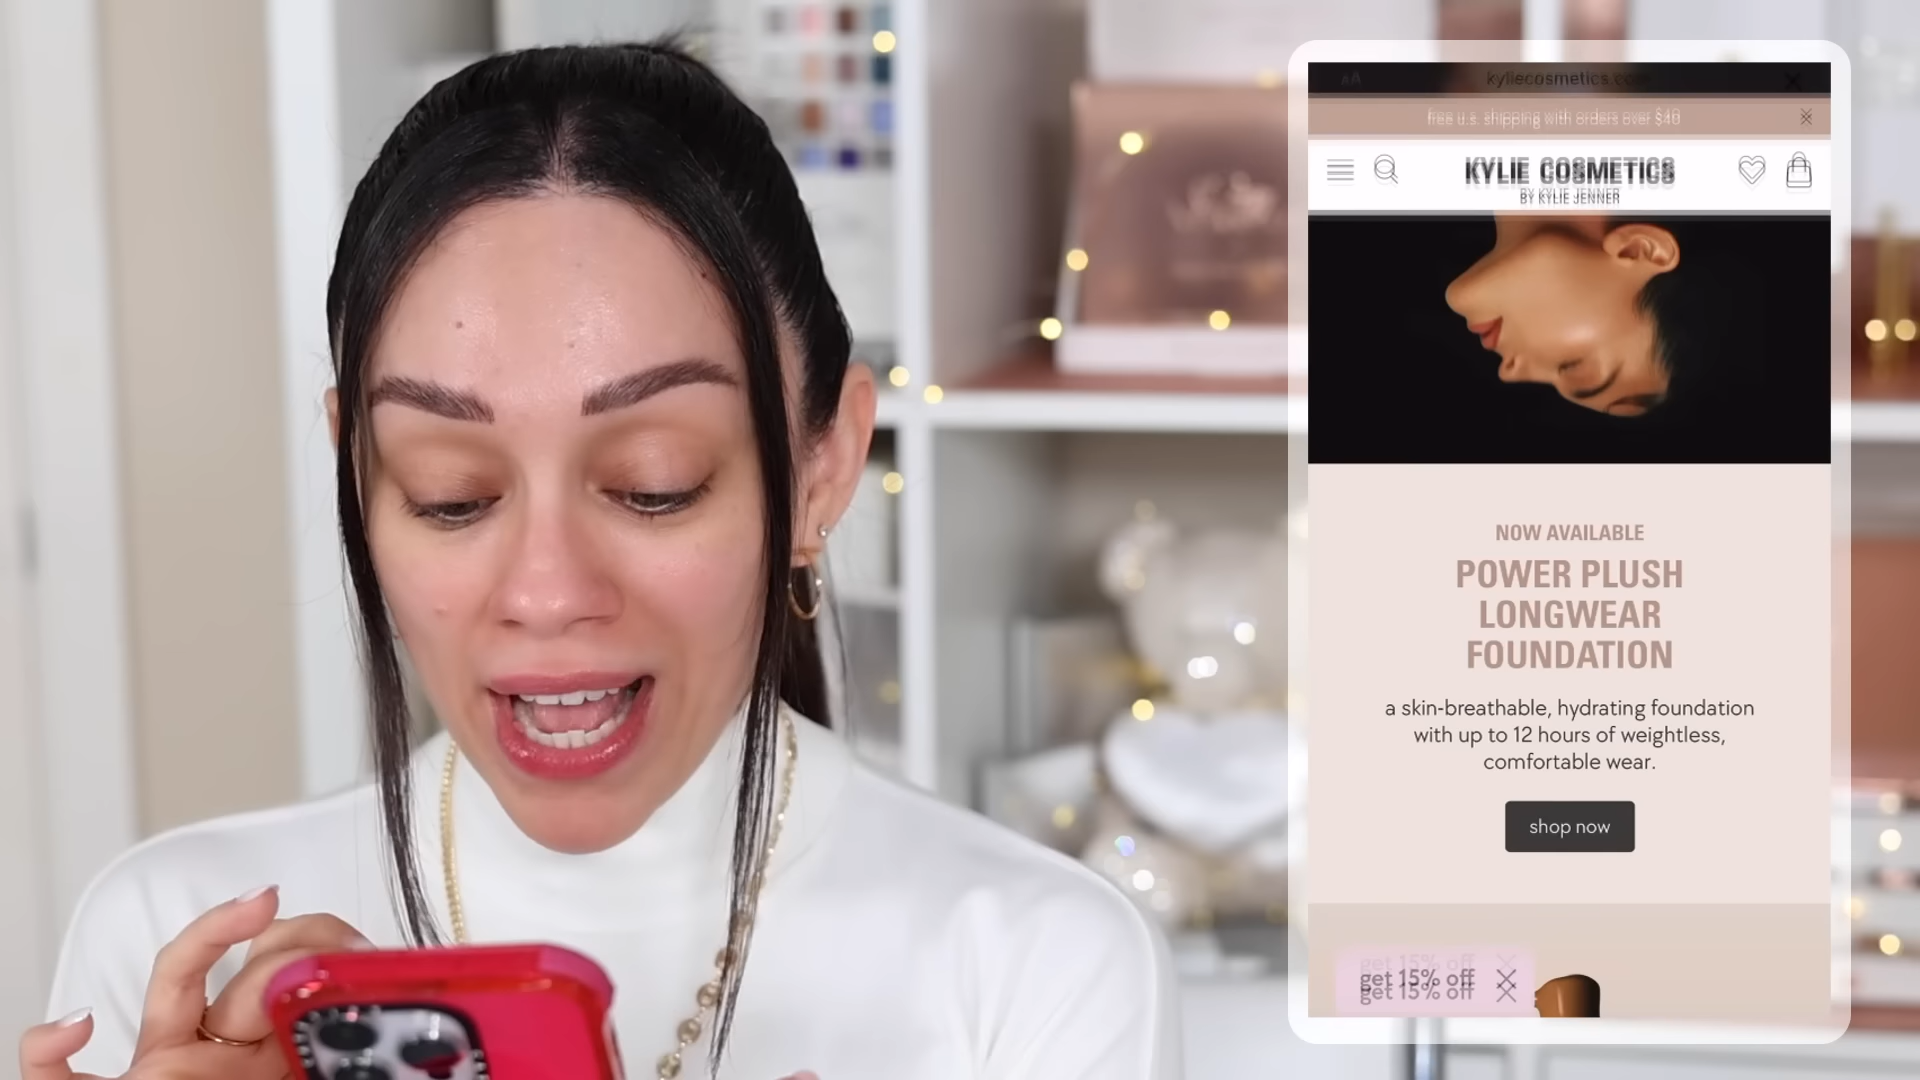 AA
kyliecosmetics.com
free u.s. shipping with orders over $40
KYLIE COSMETICS
BY KYLIE JENNER
NOW AVAILABLE
POWER PLUSH
LONGWEAR
FOUNDATION
a skin-breathable, hydrating foundation
with up to 12 hours of weightless,
comfortable wear.
shop now
get 15% off